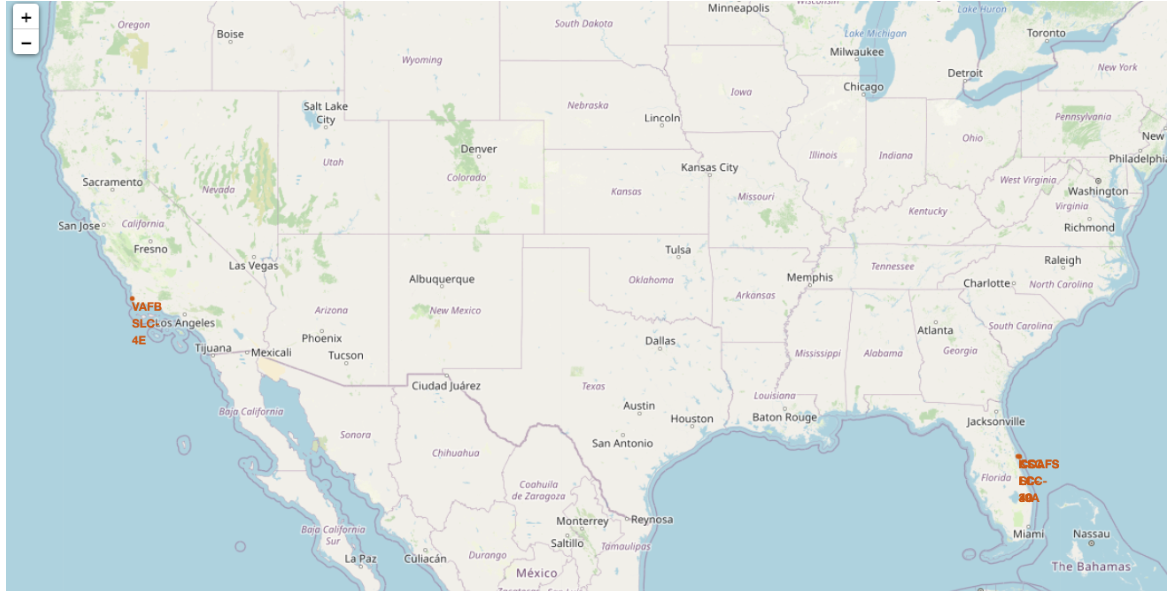 +
−
Oregon
Boise
Wyoming
South Dakota
Minneapolis
Wisconsin
Lake Huron
Toronto
Lake Michigan
Milwaukee
Detroit
New York
Chicago
Iowa
Salt Lake
City
Nebraska
Lincoln
Pennsylvania
New
Philadelphia
Ohio
Indiana
Illinois
Utah
Denver
Colorado
Kansas City
Kansas
Missouri
West Virginia
Washington
Virginia
Richmond
Kentucky
Sacramento
Nevada
San Jose
California
Fresno
Las Vegas
Tulsa
Raleigh
Tennessee
Memphis
Charlotte
North Carolina
Albuquerque
Oklahoma
Arkansas
New Mexico
Arizona
VAFB
SLC-
4E
Los Angeles
Phoenix
Tucson
Tijuana
Mexicali
South Carolina
Atlanta
Georgia
Alabama
Mississippi
Dallas
Texas
Ciudad Juárez
Louisiana
Baton Rouge
Austin
Houston
San Antonio
Jacksonville
Baja California
Sonora
Chihuahua
Florida
Coahuila
de Zaragoza
Monterrey
Reynosa
Saltillo
Tamaulipas
Miami
Nassau
The Bahamas
Baja California
Sur
La Paz
Culiacán
Durango
México